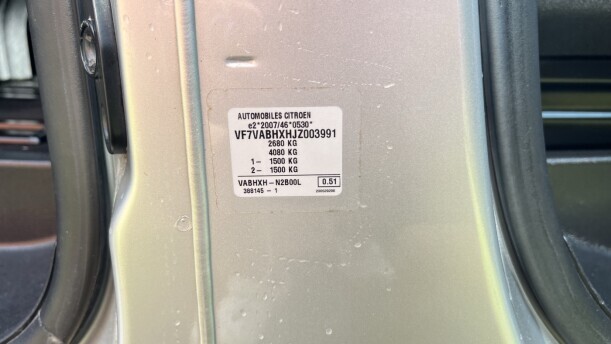 AUTOMOBILES CITROEN
e2*2007/46*0530*
VF7VABHXHJZ003991
2680 KG
4080 KG
1- 1500 KG
2- 1500 KG
VABHXH-N2B00L 0.51
388145 - 1